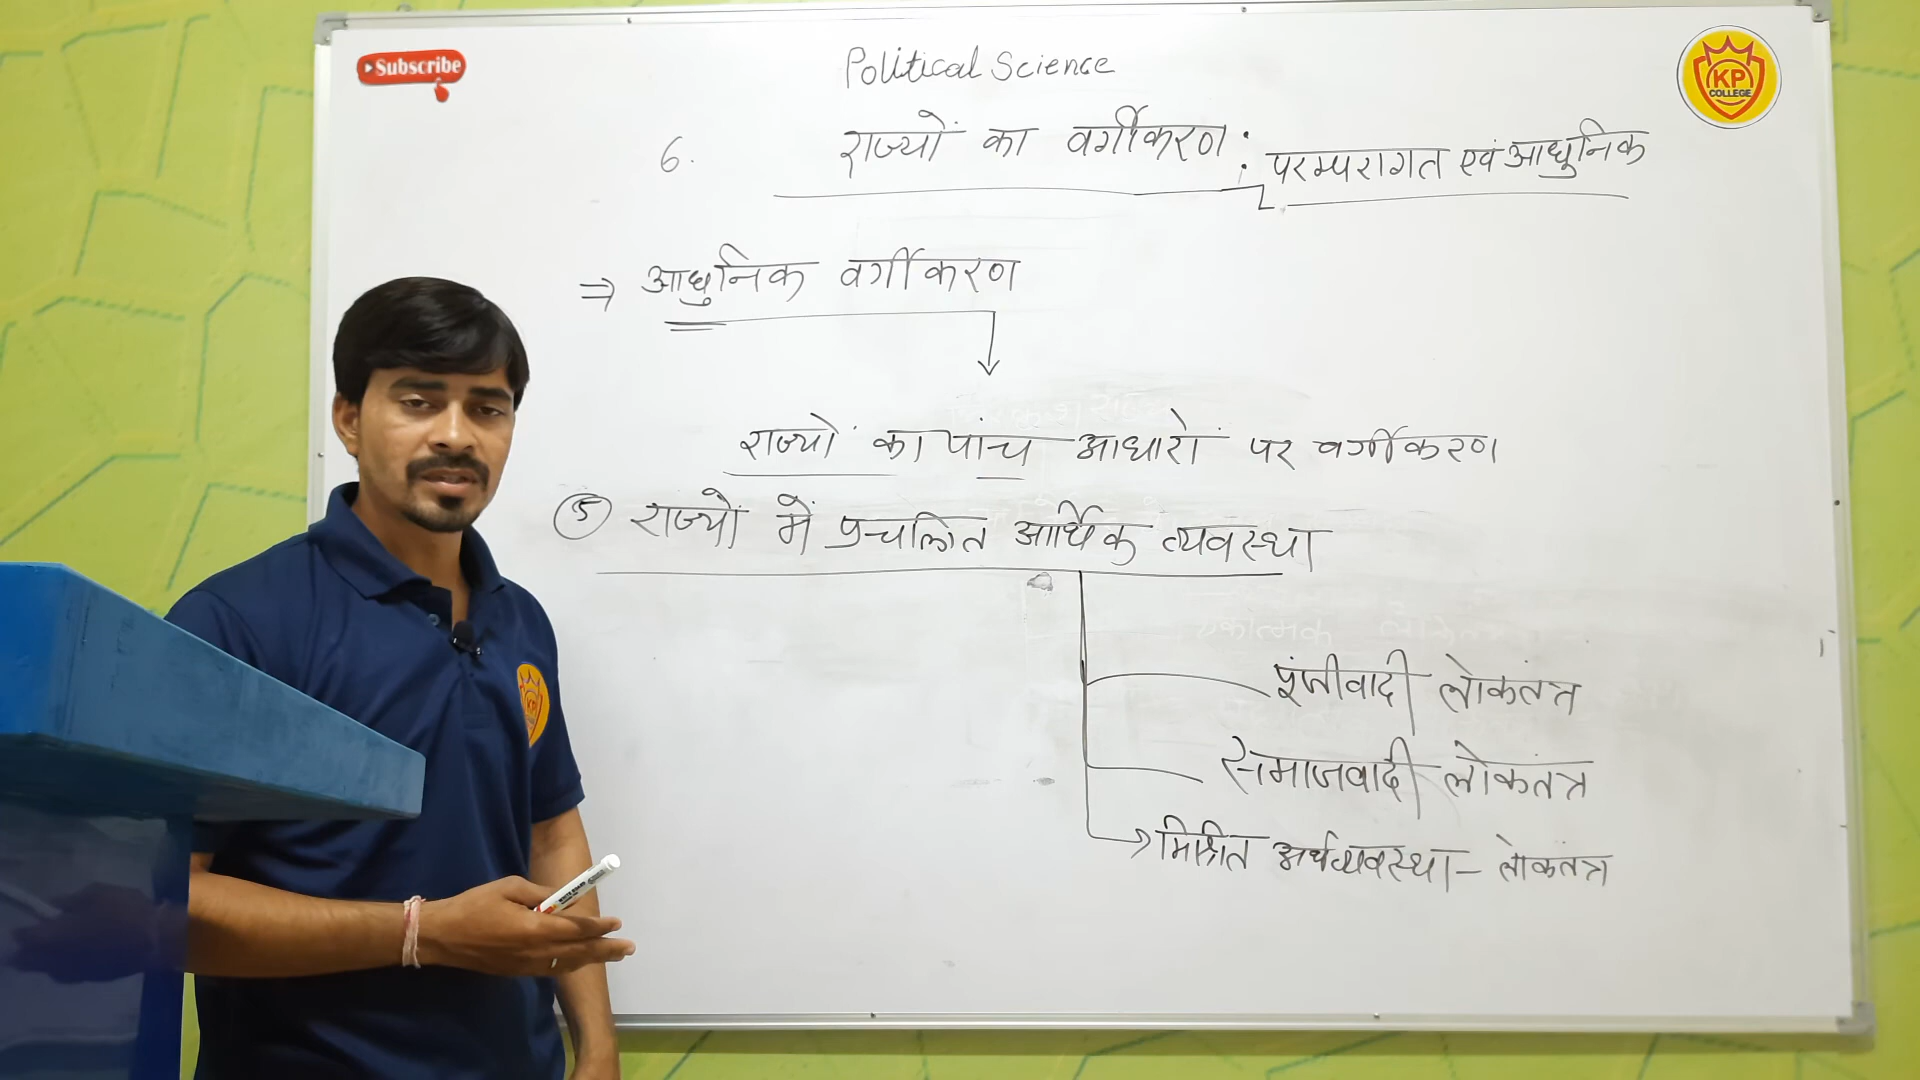 Subscribe
KP
COLLEGE
Political Science
6. राज्यों का वर्गीकरण : परम्परागत एवं आधुनिक
⇒ आधुनिक वर्गीकरण
राज्यों का पांच आधारों पर वर्गीकरण
⑤ राज्यों में प्रचलित आर्थिक व्यवस्था
पूंजीवादी लोकतंत्र
समाजवादी लोकतंत्र
मिश्रित अर्थव्यवस्था - लोकतंत्र
KP